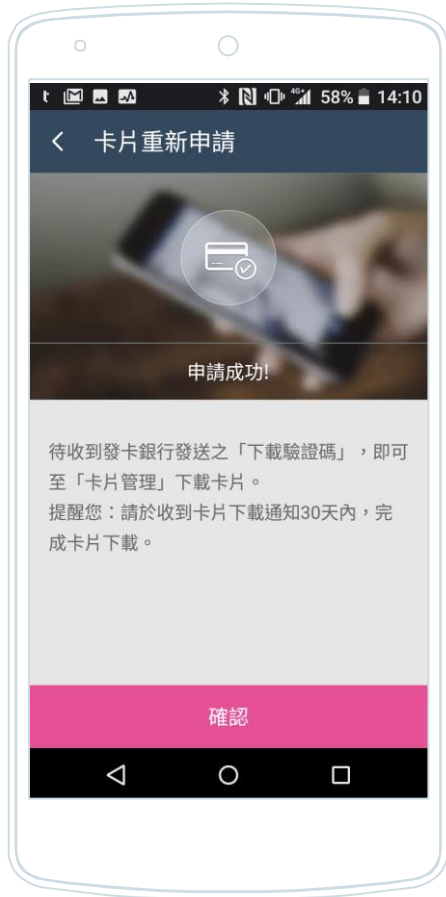 t 4G 58% 14:10
卡片重新申請
申請成功!
待收到發卡銀行發送之「下載驗證碼」，即可
至「卡片管理」下載卡片。
提醒您：請於收到卡片下載通知30天內，完
成卡片下載。
確認